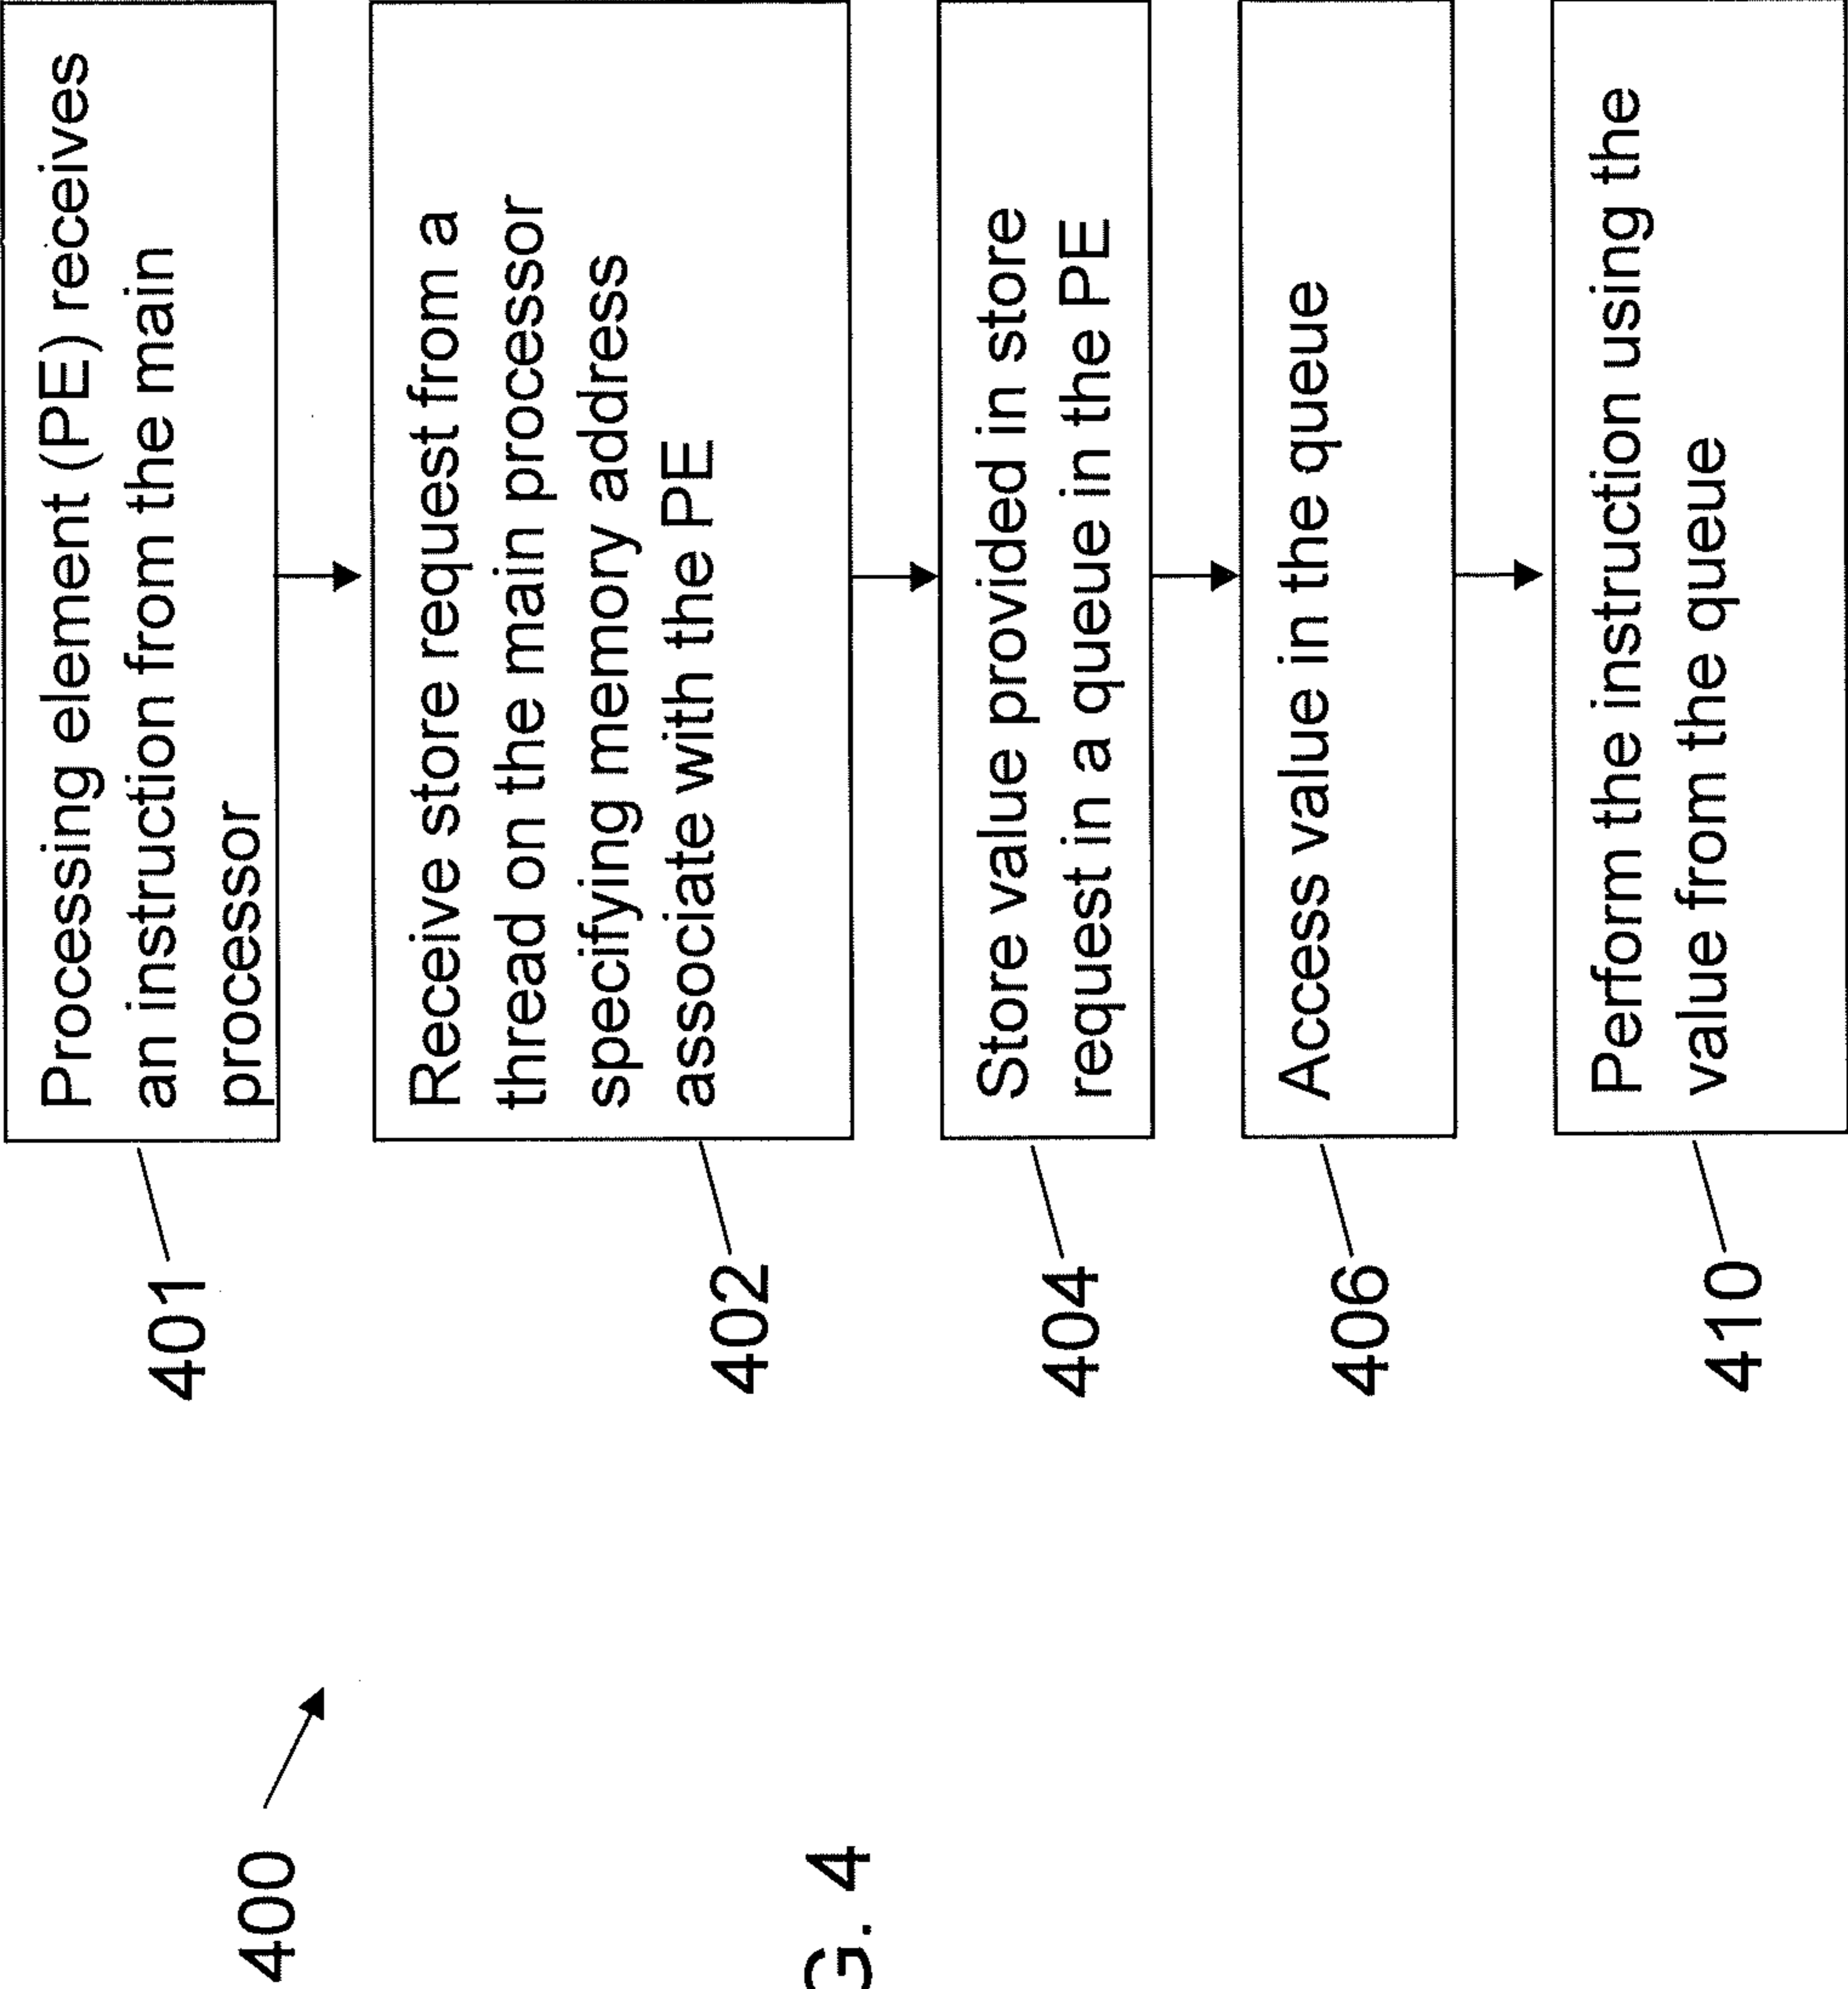 400
401
Processing element (PE) receives
an instruction from the main
processor
402
Receive store request from a
thread on the main processor
specifying memory address
associate with the PE
404
Store value provided in store
request in a queue in the PE
406
Access value in the queue
410
Perform the instruction using the
value from the queue
G. 4